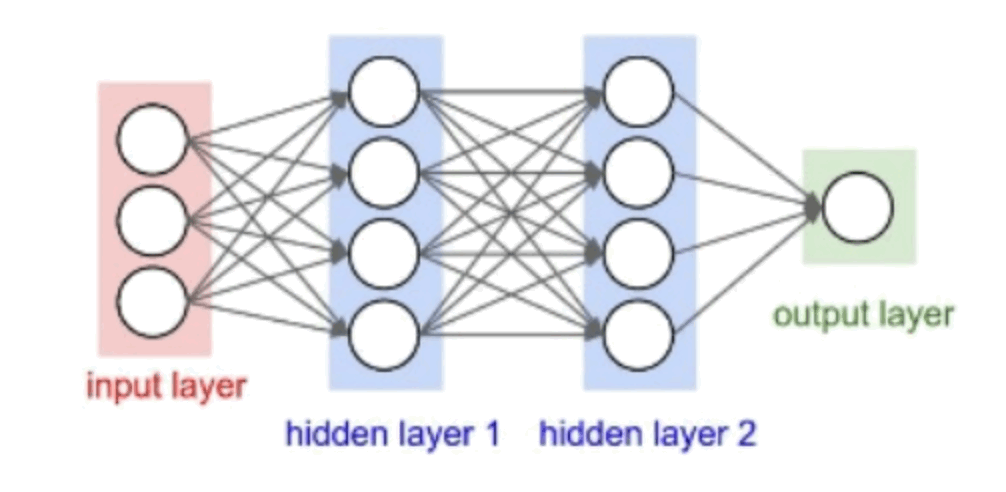 input layer
hidden layer 1
hidden layer 2
output layer